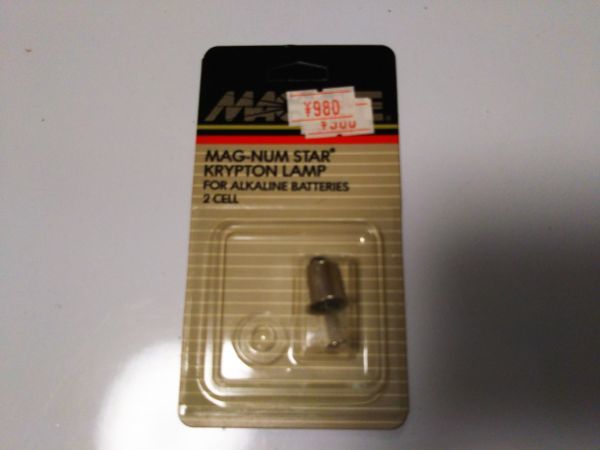 ¥980
MAG-NUM STAR®
KRYPTON LAMP
FOR ALKALINE BATTERIES
2 CELL